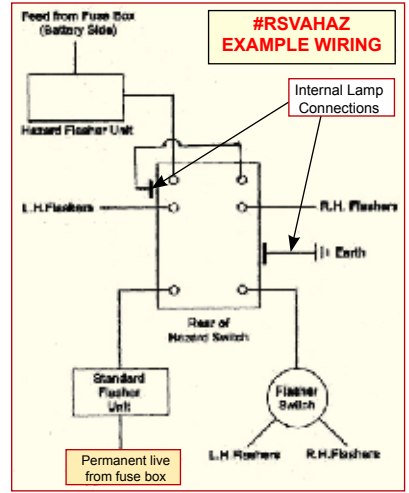 Feed from Fuse Box
(Battery Side)
#RSVAHAZ
EXAMPLE WIRING
Internal Lamp
Connections
Hazard Flasher Unit
L.H.Flashers
R.H. Flashers
Earth
Rear of
Hazard Switch
Standard
Flasher
Unit
Flasher
Switch
Permanent live
from fuse box
L.H Flashers
R.H.Flashers